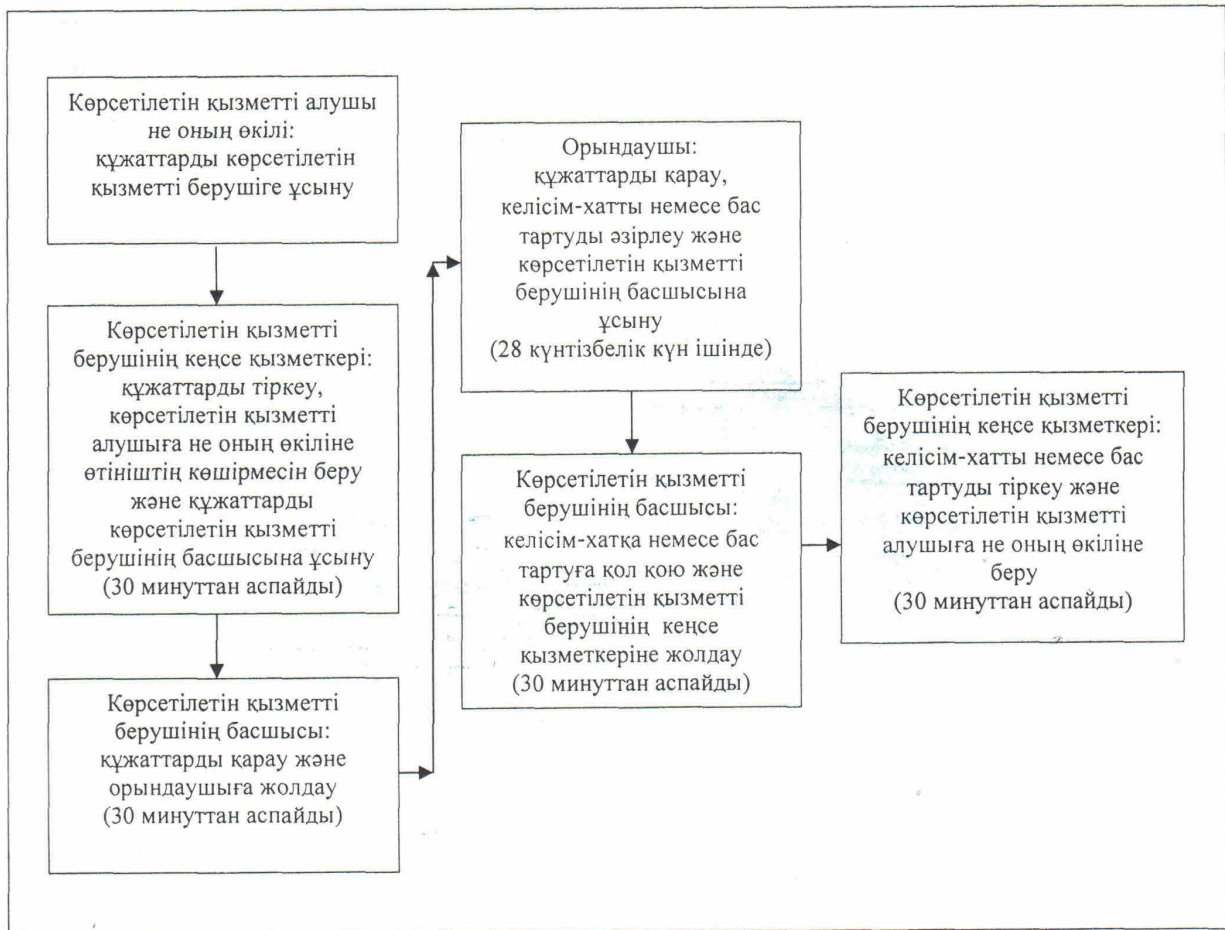 Көрсетілетін қызметті алушы
не оның өкілі:
құжаттарды көрсетілетін
қызметті берушіге ұсыну
Көрсетілетін қызметті
берушінің кеңсе қызметкері:
құжаттарды тіркеу,
көрсетілетін қызметті
алушыға не оның өкіліне
өтініштің көшірмесін беру
және құжаттарды
көрсетілетін қызметті
берушінің басшысына ұсыну
(30 минуттан аспайды)
Көрсетілетін қызметті
берушінің басшысы:
құжаттарды қарау және
орындаушыға жолдау
(30 минуттан аспайды)
Орындаушы:
құжаттарды қарау,
келісім-хатты немесе бас
тартуды әзірлеу және
көрсетілетін қызметті
берушінің басшысына
ұсыну
(28 күнтізбелік күн ішінде)
Көрсетілетін қызметті
берушінің басшысы:
келісім-хатқа немесе бас
тартуға қол қою және
көрсетілетін қызметті
берушінің кеңсе
қызметкеріне жолдау
(30 минуттан аспайды)
Көрсетілетін қызметті
берушінің кеңсе қызметкері:
келісім-хатты немесе бас
тартуды тіркеу және
көрсетілетін қызметті
алушыға не оның өкіліне
беру
(30 минуттан аспайды)